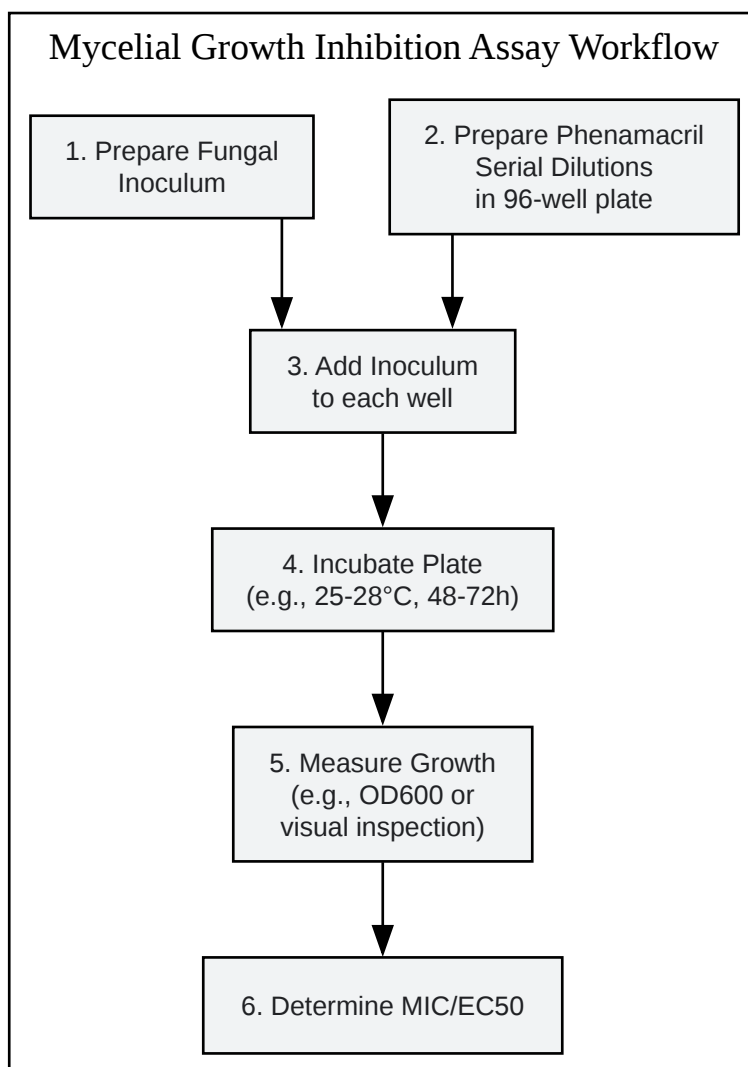 Mycelial Growth Inhibition Assay Workflow
1. Prepare Fungal
Inoculum
2. Prepare Phenamacril
Serial Dilutions
in 96-well plate
3. Add Inoculum
to each well
4. Incubate Plate
(e.g., 25-28°C, 48-72h)
5. Measure Growth
(e.g., OD600 or
visual inspection)
6. Determine MIC/EC50